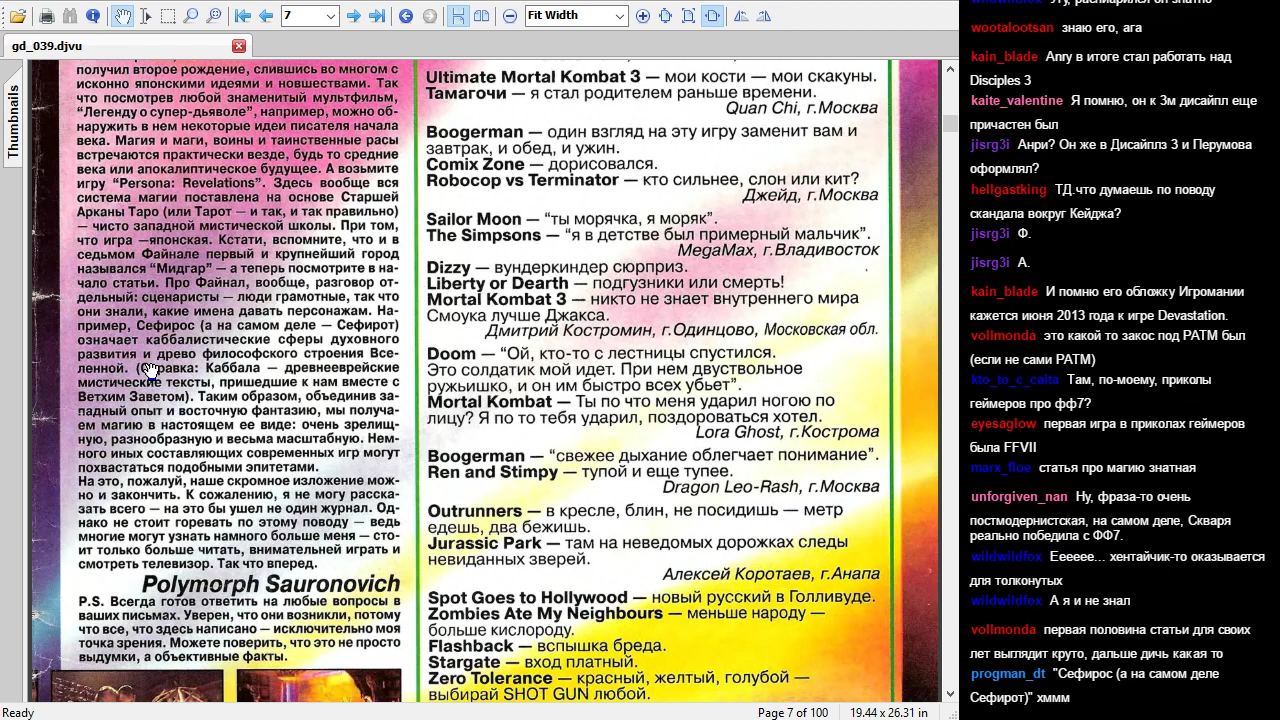 7
Fit Width
gd_039.djvu
Thumbnails
получил второе рождение, слившись во многом с
исконно японскими идеями и новшествами. Так
что посмотрев любой знаменитый мультфильм,
"Легенду о супер-дьяволе", например, можно об-
наружить в нем некоторые идеи писателя начала
века. Магия и маги, воины и таинственные расы
встречаются практически везде, будь то средние
века или апокалиптическое будущее. А возьмите
игру "Persona: Revelations". Здесь вообще вся
система магии поставлена на основе Старшей
Арканы Таро (или Тарот — и так, и так правильно)
— чисто западной мистической школы. При том,
что игра —японская. Кстати, вспомните, что и в
седьмом Файнале первый и крупнейший город
назывался "Мидгар" — а теперь посмотрите в на-
чало статьи. Про Файнал, вообще, разговор от-
дельный: сценаристы — люди грамотные, так что
они знали, какие имена давать персонажам. На-
пример, Сефирос (а на самом деле — Сефирот)
означает каббалистические сферы духовного
развития и древо философского строения Все-
ленной. (Справка: Каббала — древнееврейские
мистические тексты, пришедшие к нам вместе с
Ветхим Заветом). Таким образом, объединив за-
падный опыт и восточную фантазию, мы получа-
ем магию в настоящем ее виде: очень зрелищ-
ную, разнообразную и весьма масштабную. Нем-
ного иных составляющих современных игр могут
похвастаться подобными эпитетами.
На это, пожалуй, наше скромное изложение мож-
но и закончить. К сожалению, я не могу расска-
зать всего — на это бы ушел не один журнал. Од-
нако не стоит горевать по этому поводу — ведь
многие могут узнать намного больше меня — сто-
ит только больше читать, внимательней играть и
смотреть телевизор. Так что вперед.
Polymorph Sauronovich
P.S. Всегда готов ответить на любые вопросы в
ваших письмах. Уверен, что они возникли, потому
что все, что здесь написано — исключительно моя
точка зрения. Можете поверить, что это не просто
выдумки, а объективные факты.
Ultimate Mortal Kombat 3 — мои кости — мои скакуны.
Тамагочи — я стал родителем раньше времени.
Quan Chi, г.Москва
Boogerman — один взгляд на эту игру заменит вам и
завтрак, и обед, и ужин.
Comix Zone — дорисовался.
Robocop vs Terminator — кто сильнее, слон или кит?
Джейд, г.Москва
Sailor Moon — "ты морячка, я моряк".
The Simpsons — "я в детстве был примерный мальчик".
MegaMax, г.Владивосток
Dizzy — вундеркиндер сюрприз.
Liberty or Dearth — подгузники или смерть!
Mortal Kombat 3 — никто не знает внутреннего мира
Смоука лучше Джакса.
Дмитрий Костромин, г.Одинцово, Московская обл.
Doom — "Ой, кто-то с лестницы спустился.
Это солдатик мой идет. При нем двуствольное
ружьишко, и он им быстро всех убьет".
Mortal Kombat — Ты по что меня ударил ногою по
лицу? Я по то тебя ударил, поздороваться хотел.
Lora Ghost, г.Кострома
Boogerman — "свежее дыхание облегчает понимание".
Ren and Stimpy — тупой и еще тупее.
Dragon Leo-Rash, г.Москва
Outrunners — в кресле, блин, не посидишь — метр
едешь, два бежишь.
Jurassic Park — там на неведомых дорожках следы
невиданных зверей.
Алексей Коротаев, г.Анапа
Spot Goes to Hollywood — новый русский в Голливуде.
Zombies Ate My Neighbours — меньше народу —
больше кислороду.
Flashback — вспышка бреда.
Stargate — вход платный.
Zero Tolerance — красный, желтый, голубой —
выбирай SHOT GUN любой.
Ready
Page 7 of 100
19.44 x 26.31 in
wootalootsan знаю его, ага
kain_blade Анry в итоге стал работать над
Disciples 3
kaite_valentine Я помню, он к 3м дисайпл еще
причастен был
jisrg3i Анри? Он же в Дисайплз 3 и Перумова
оформлял?
hellgastking ТД.что думаешь по поводу
скандала вокруг Кейджа?
jisrg3i Ф.
jisrg3i А.
kain_blade И помню его обложку Игромании
кажется июня 2013 года к игре Devastation.
vollmonda это какой то закос под РАТМ был
(если не сами РАТМ)
kto_to_c_caita Там, по-моему, приколы
геймеров про фф7?
eyesaglow первая игра в приколах геймеров
была FFVII
marx_floe статья про магию знатная
unforgiven_nan Ну, фраза-то очень
постмодернистская, на самом деле, Скваря
реально победила с ФФ7.
wildwildfox Еееeее... хентайчик-то оказывается
для толконутых
wildwildfox А я и не знал
vollmonda первая половина статьи для своих
лет выглядит круто, дальше дичь какая то
progman_dt "Сефирос (а на самом деле
Сефирот)" хммм